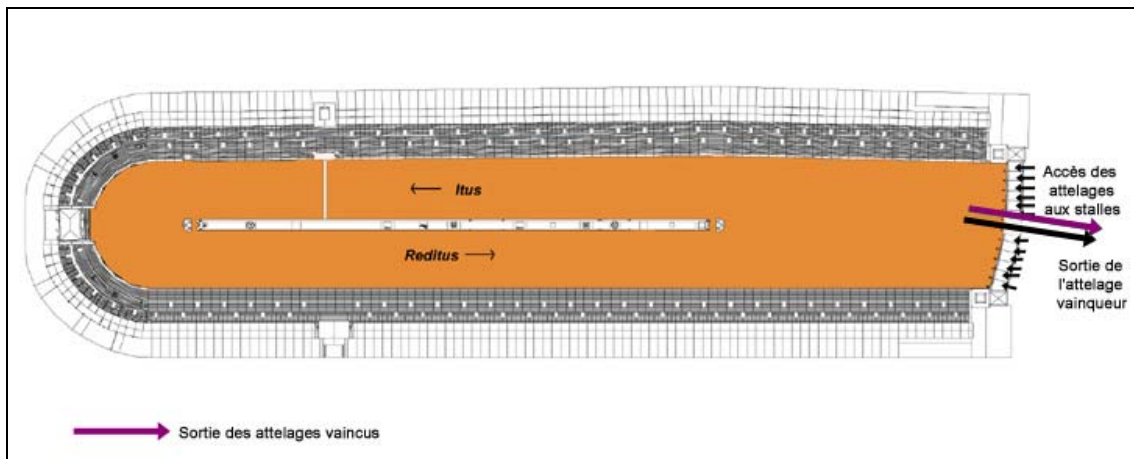 Itus
Reditus
Accès des
attelages
aux stalles
Sortie de
l'attelage
vainqueur
Sortie des attelages vaincus